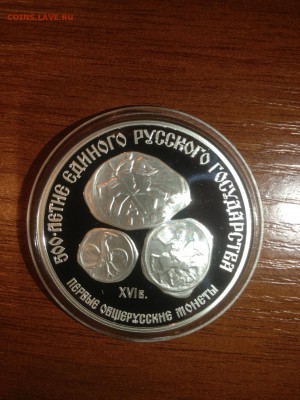 COINS.LAVE.RU
500-ЛЕТИЕ ЕДИНОГО РУССКОГО ГОСУДАРСТВА
XVI в.
ПЕРВЫЕ ОБЩЕРУССКИЕ МОНЕТЫ